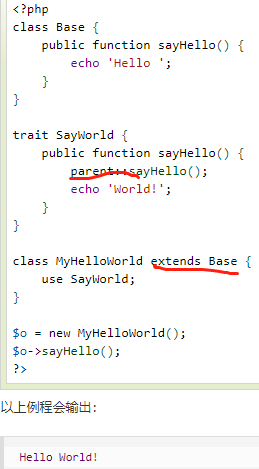 <?php
class Base {
    public function sayHello() {
        echo 'Hello ';
    }
}

trait SayWorld {
    public function sayHello() {
        parent::sayHello();
        echo 'World!';
    }
}

class MyHelloWorld extends Base {
    use SayWorld;
}

$o = new MyHelloWorld();
$o->sayHello();
?>
以上例程会输出：
Hello World!